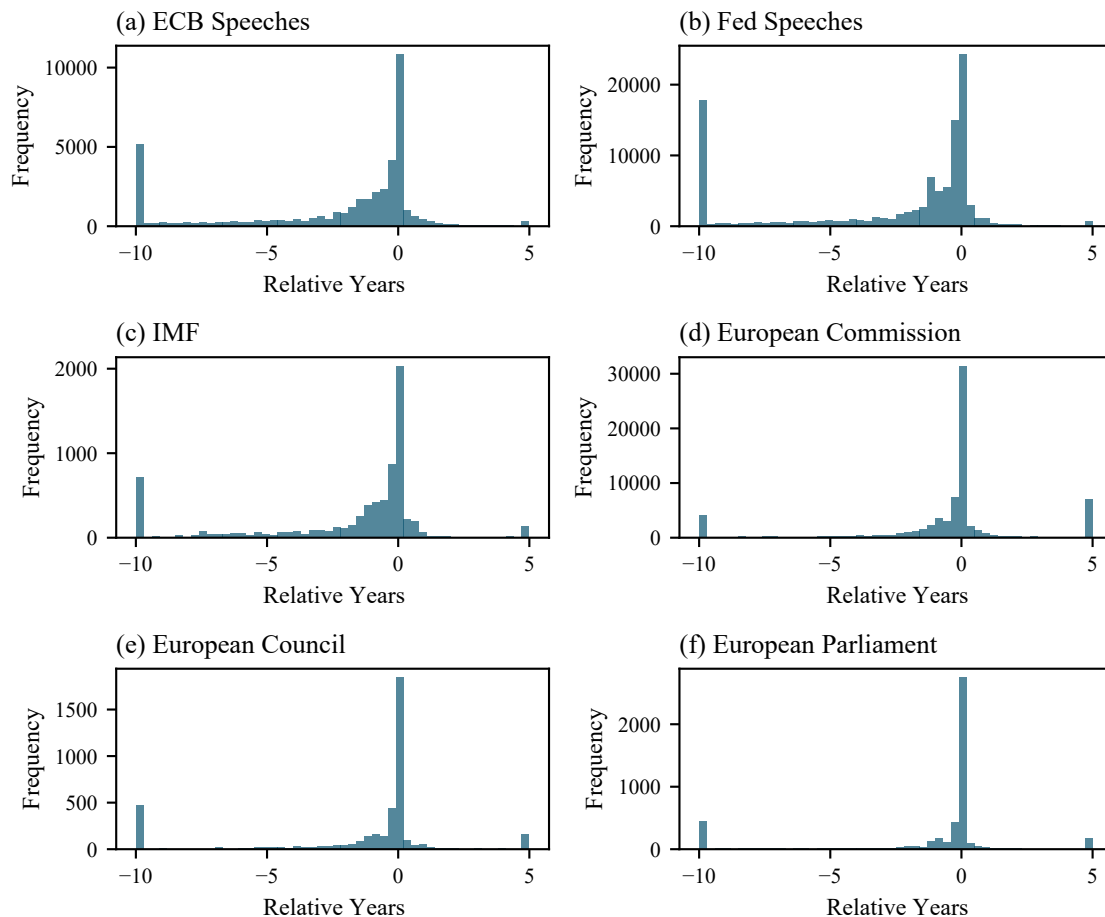 (a) ECB Speeches
Frequency
10000
5000
0
−10 −5 0 5
Relative Years
(b) Fed Speeches
Frequency
20000
10000
0
−10 −5 0 5
Relative Years
(c) IMF
Frequency
2000
1000
0
−10 −5 0 5
Relative Years
(d) European Commission
Frequency
30000
20000
10000
0
−10 −5 0 5
Relative Years
(e) European Council
Frequency
1500
1000
500
0
−10 −5 0 5
Relative Years
(f) European Parliament
Frequency
2000
1000
0
−10 −5 0 5
Relative Years